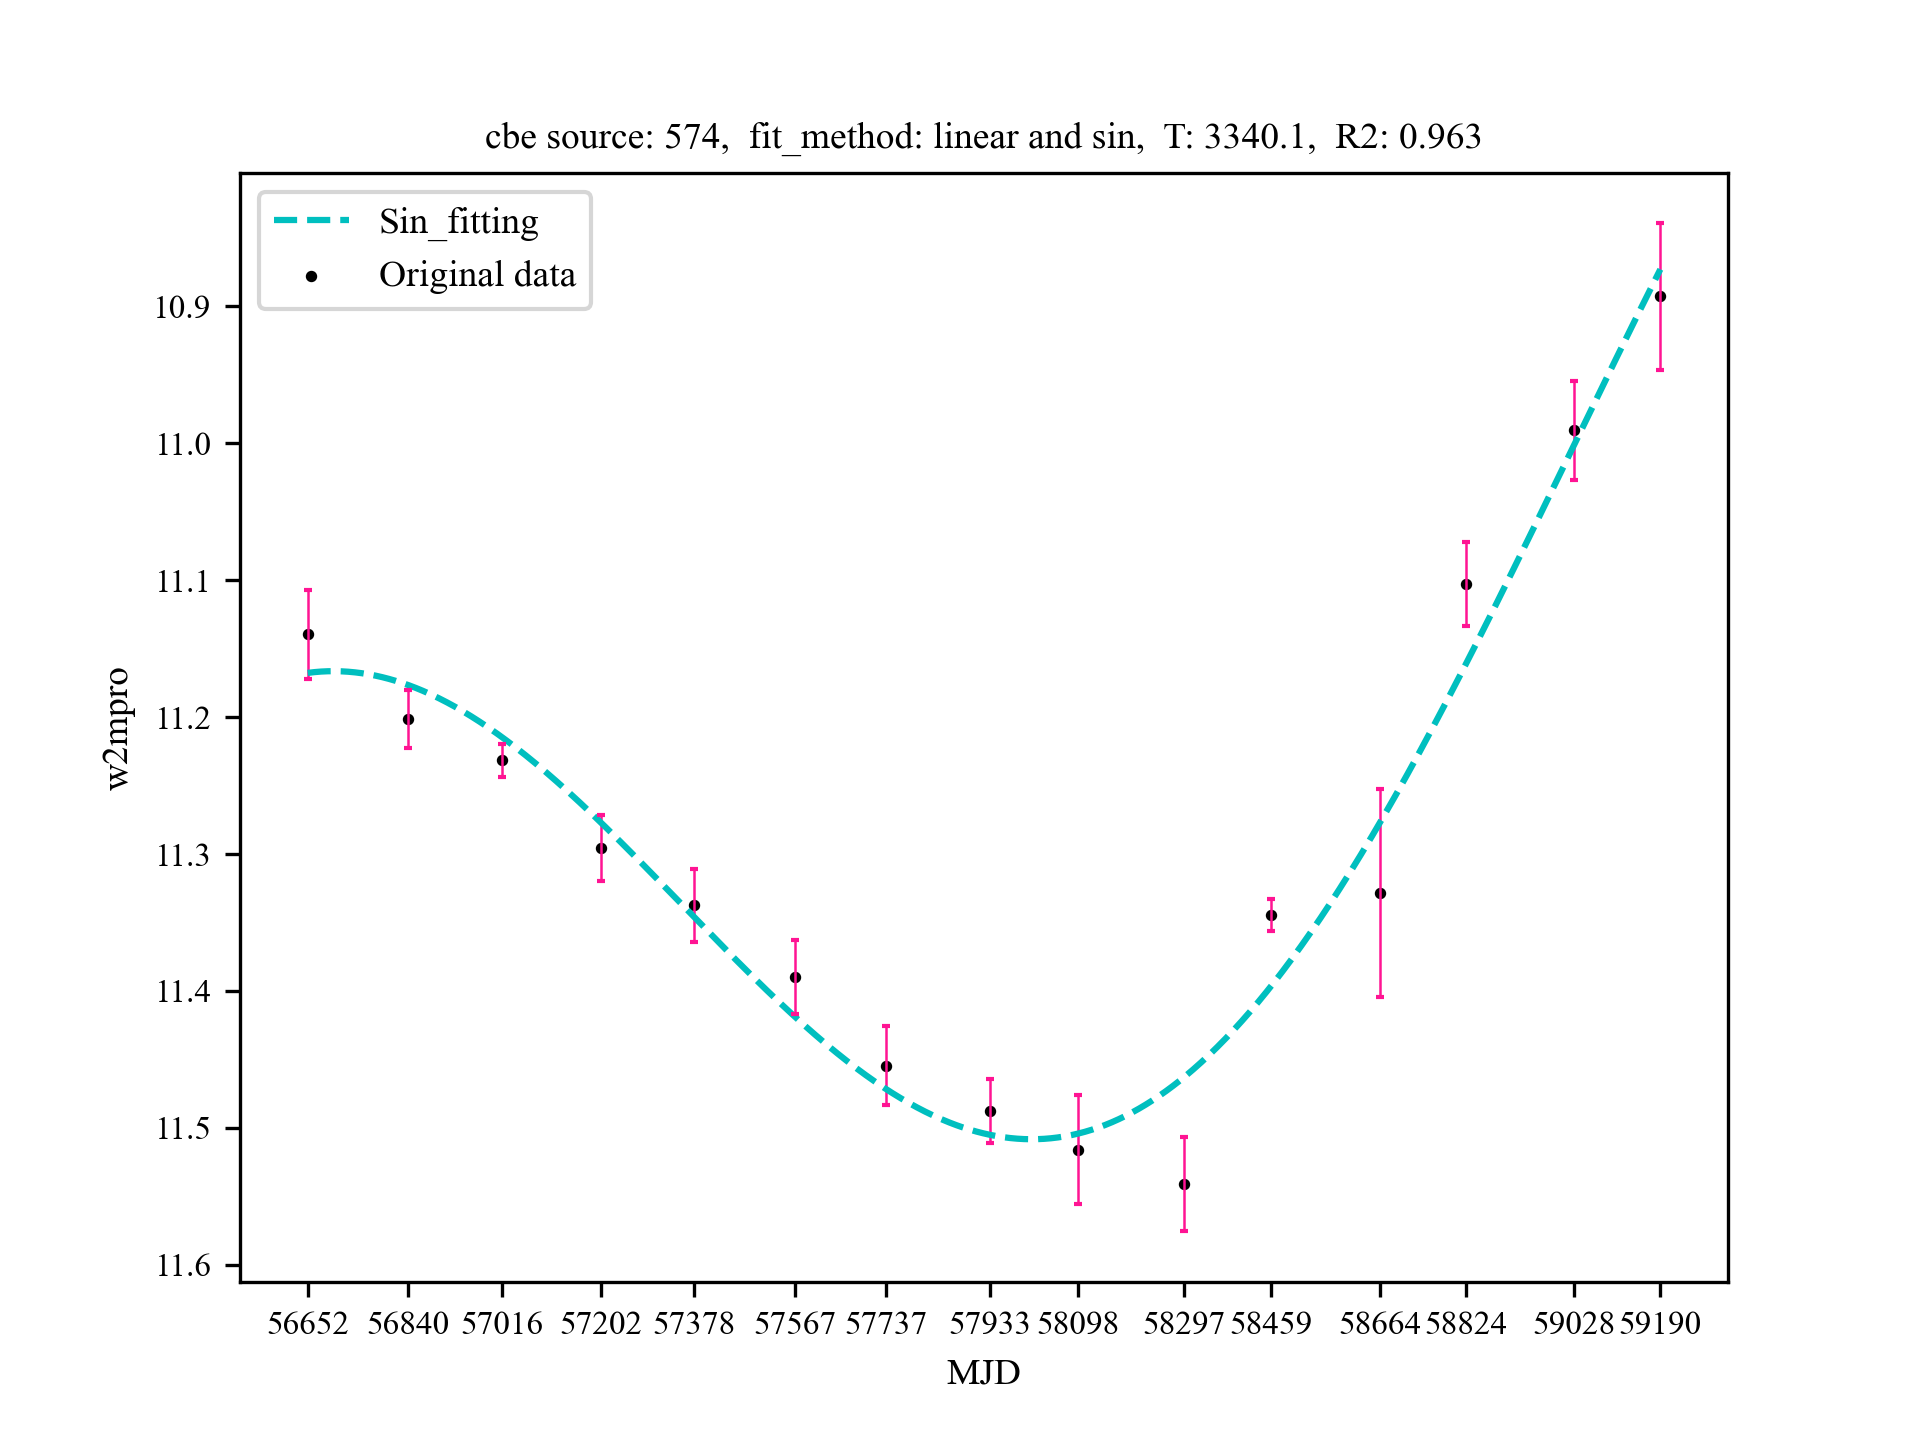 cbe source: 574,  fit_method: linear and sin,  T: 3340.1,  R2: 0.963
Sin_fitting
Original data
10.9
11.0
11.1
11.2
11.3
11.4
11.5
11.6
w2mpro
56652 56840 57016 57202 57378 57567 57737 57933 58098 58297 58459 58664 58824 59028 59190
MJD